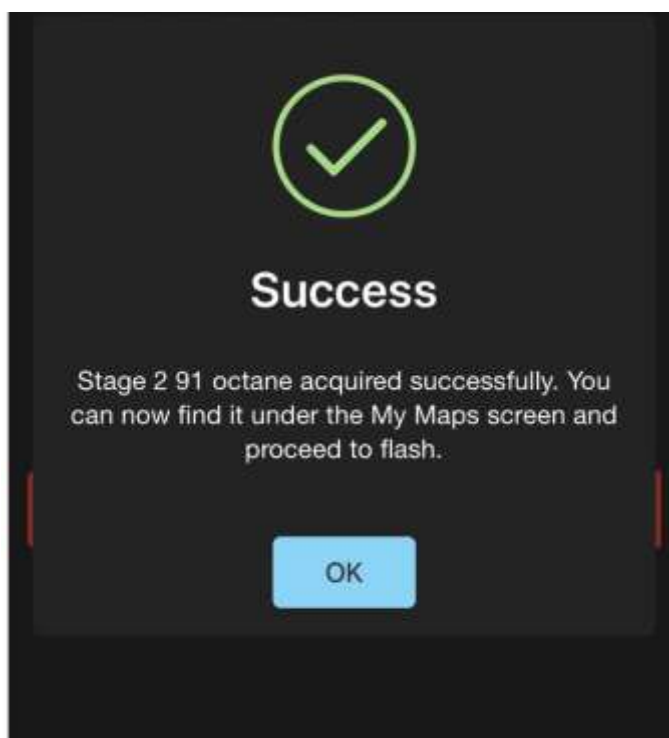 Success
Stage 2 91 octane acquired successfully. You
can now find it under the My Maps screen and
proceed to flash.
OK